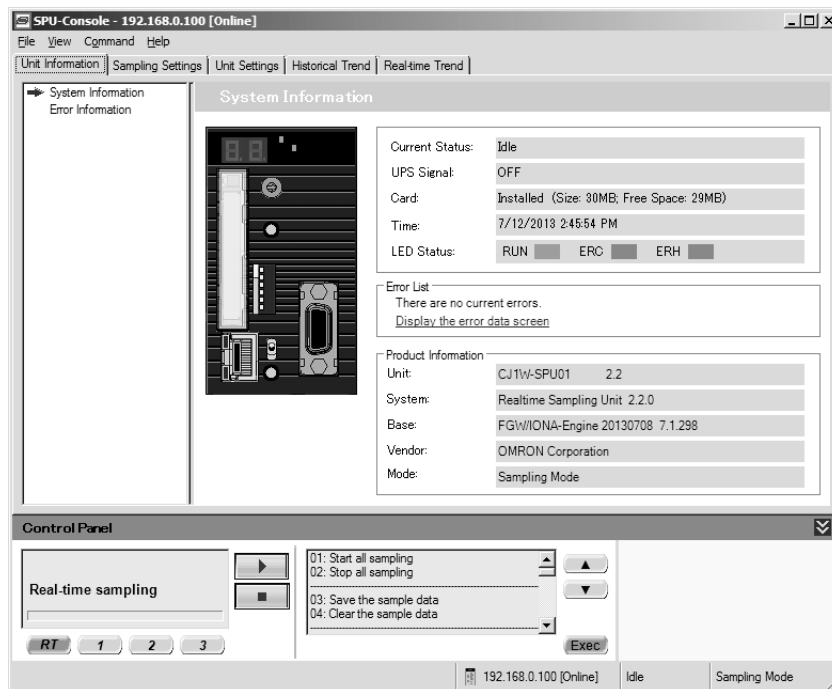 SPU-Console - 192.168.0.100 [Online]
File View Command Help
Unit Information Sampling Settings Unit Settings Historical Trend Real-time Trend
System Information
Error Information
System Information
8.8.
Current Status: Idle
UPS Signal: OFF
Card: Installed (Size: 30MB; Free Space: 29MB)
Time: 7/12/2013 2:45:54 PM
LED Status: RUN ERC ERH
Error List
There are no current errors.
Display the error data screen
Product Information
Unit: CJ1W-SPU01 2.2
System: Realtime Sampling Unit 2.2.0
Base: FGW/IONA-Engine 20130708 7.1.298
Vendor: OMRON Corporation
Mode: Sampling Mode
Control Panel
Real-time sampling
RT 1 2 3
01: Start all sampling
02: Stop all sampling
03: Save the sample data
04: Clear the sample data
Exec
192.168.0.100 [Online] Idle Sampling Mode